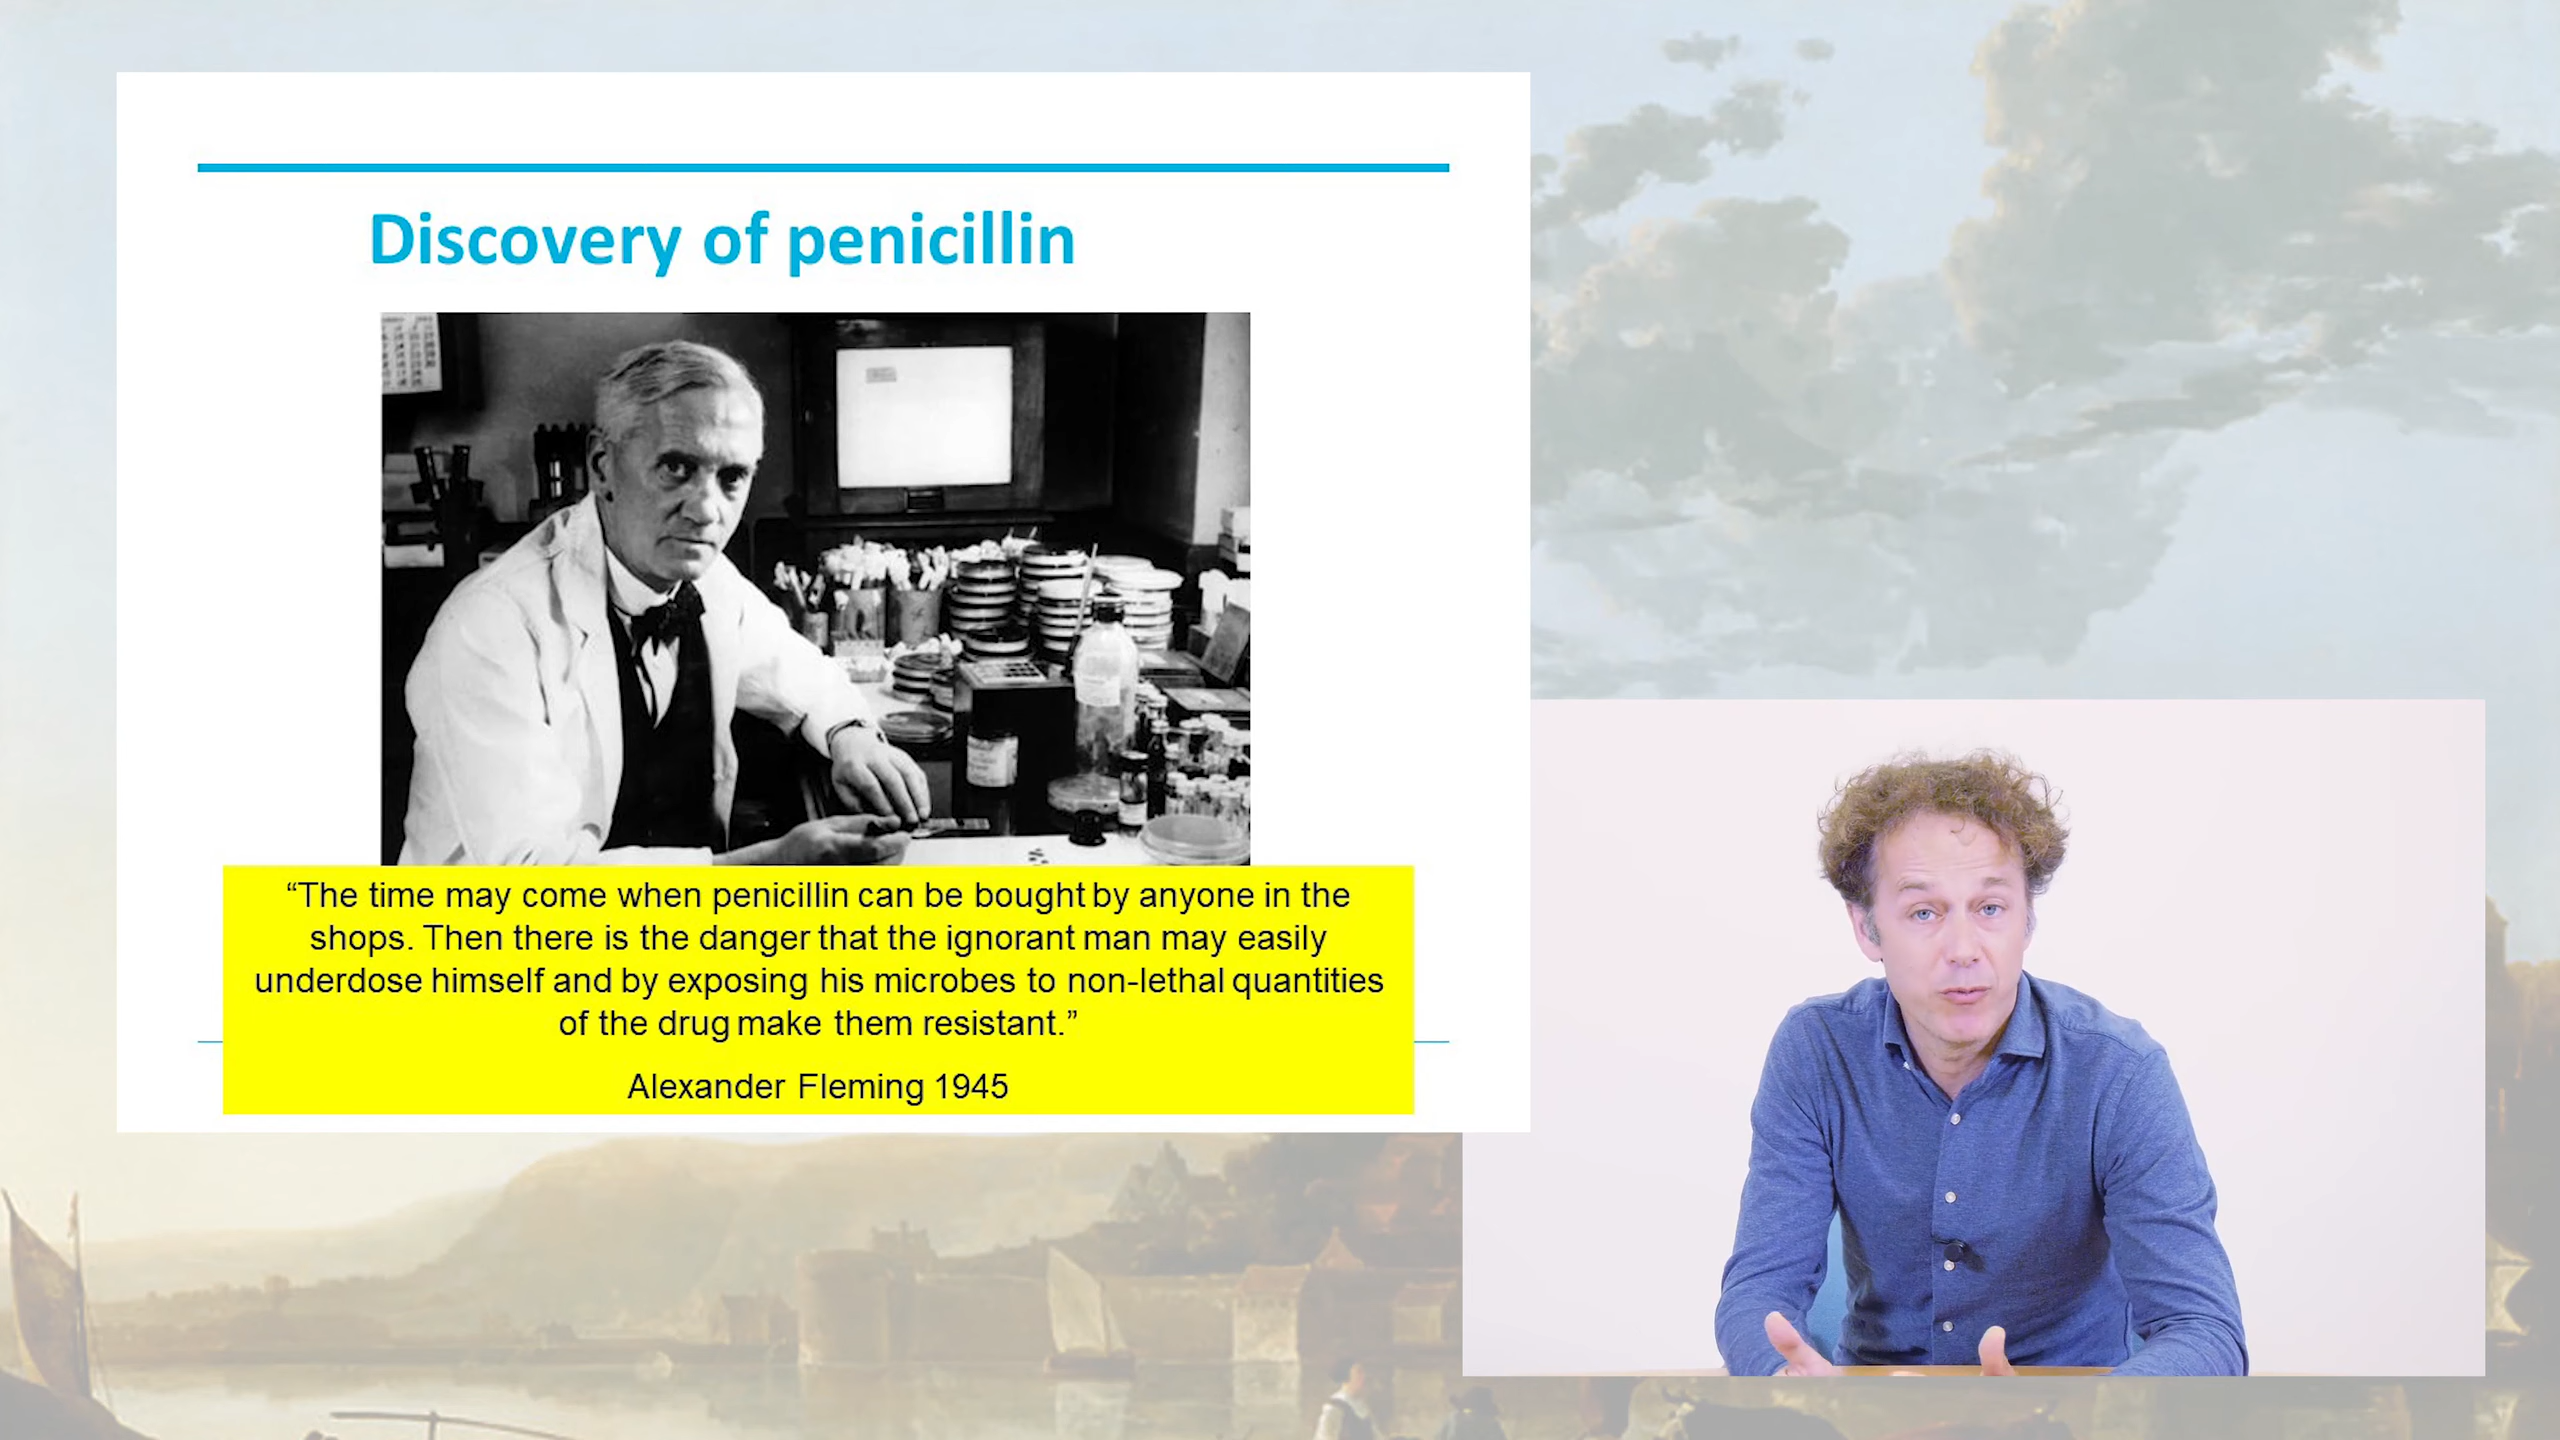 Discovery of penicillin
“The time may come when penicillin can be bought by anyone in the
shops. Then there is the danger that the ignorant man may easily
underdose himself and by exposing his microbes to non-lethal quantities
of the drug make them resistant.”
Alexander Fleming 1945